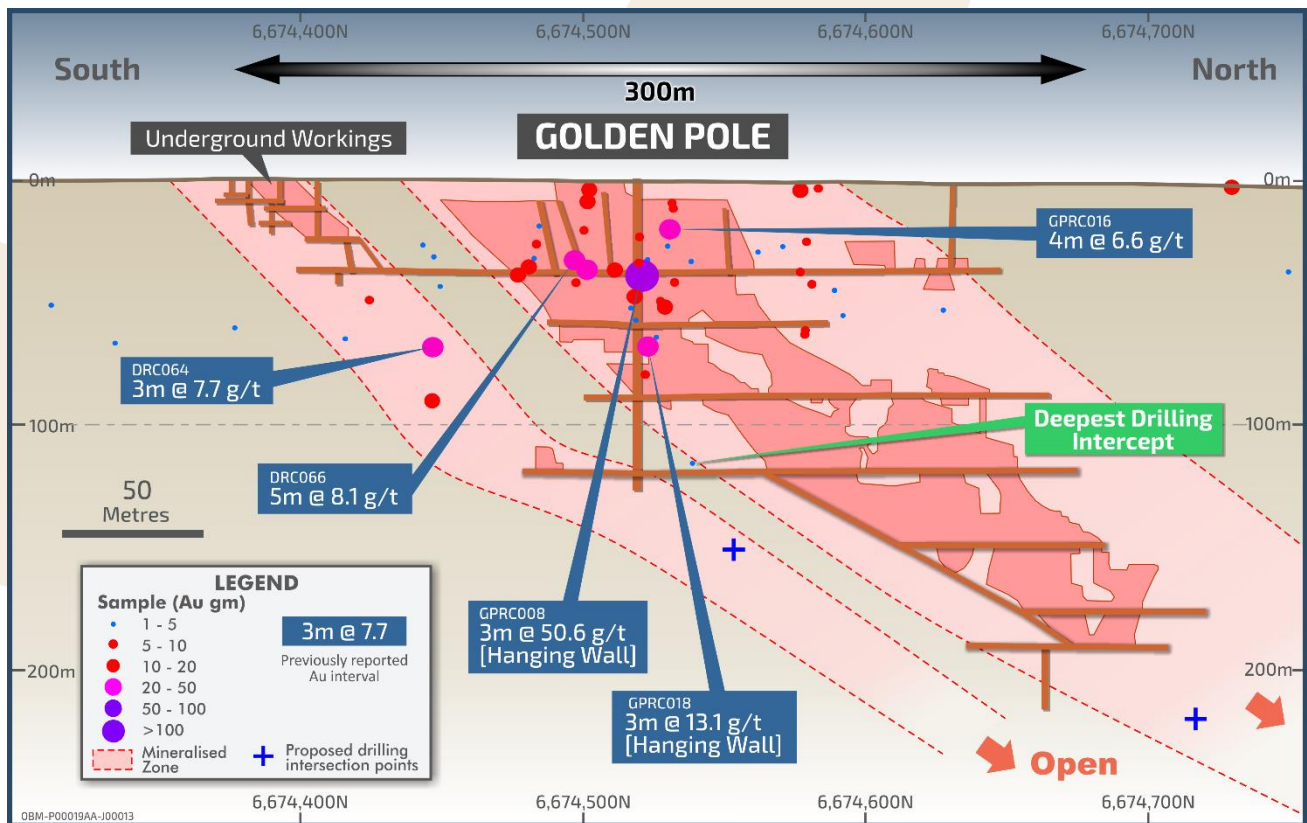 6,674,400N
6,674,500N
6,674,600N
6,674,700N
South
North
300m
GOLDEN POLE
Underground Workings
0m
0m
GPRC016
4m @ 6.6 g/t
DRC064
3m @ 7.7 g/t
100m
100m
Deepest Drilling
Intercept
DRC066
5m @ 8.1 g/t
50
Metres
LEGEND
Sample (Au gm)
1 - 5
5 - 10
10 - 20
20 - 50
50 - 100
>100
3m @ 7.7
Previously reported
Au interval
Mineralised
Zone
Proposed drilling
intersection points
GPRC008
3m @ 50.6 g/t
[Hanging Wall]
200m
200m
GPRC018
3m @ 13.1 g/t
[Hanging Wall]
Open
6,674,400N
6,674,500N
6,674,600N
6,674,700N
OBM-P00019AA-J00013